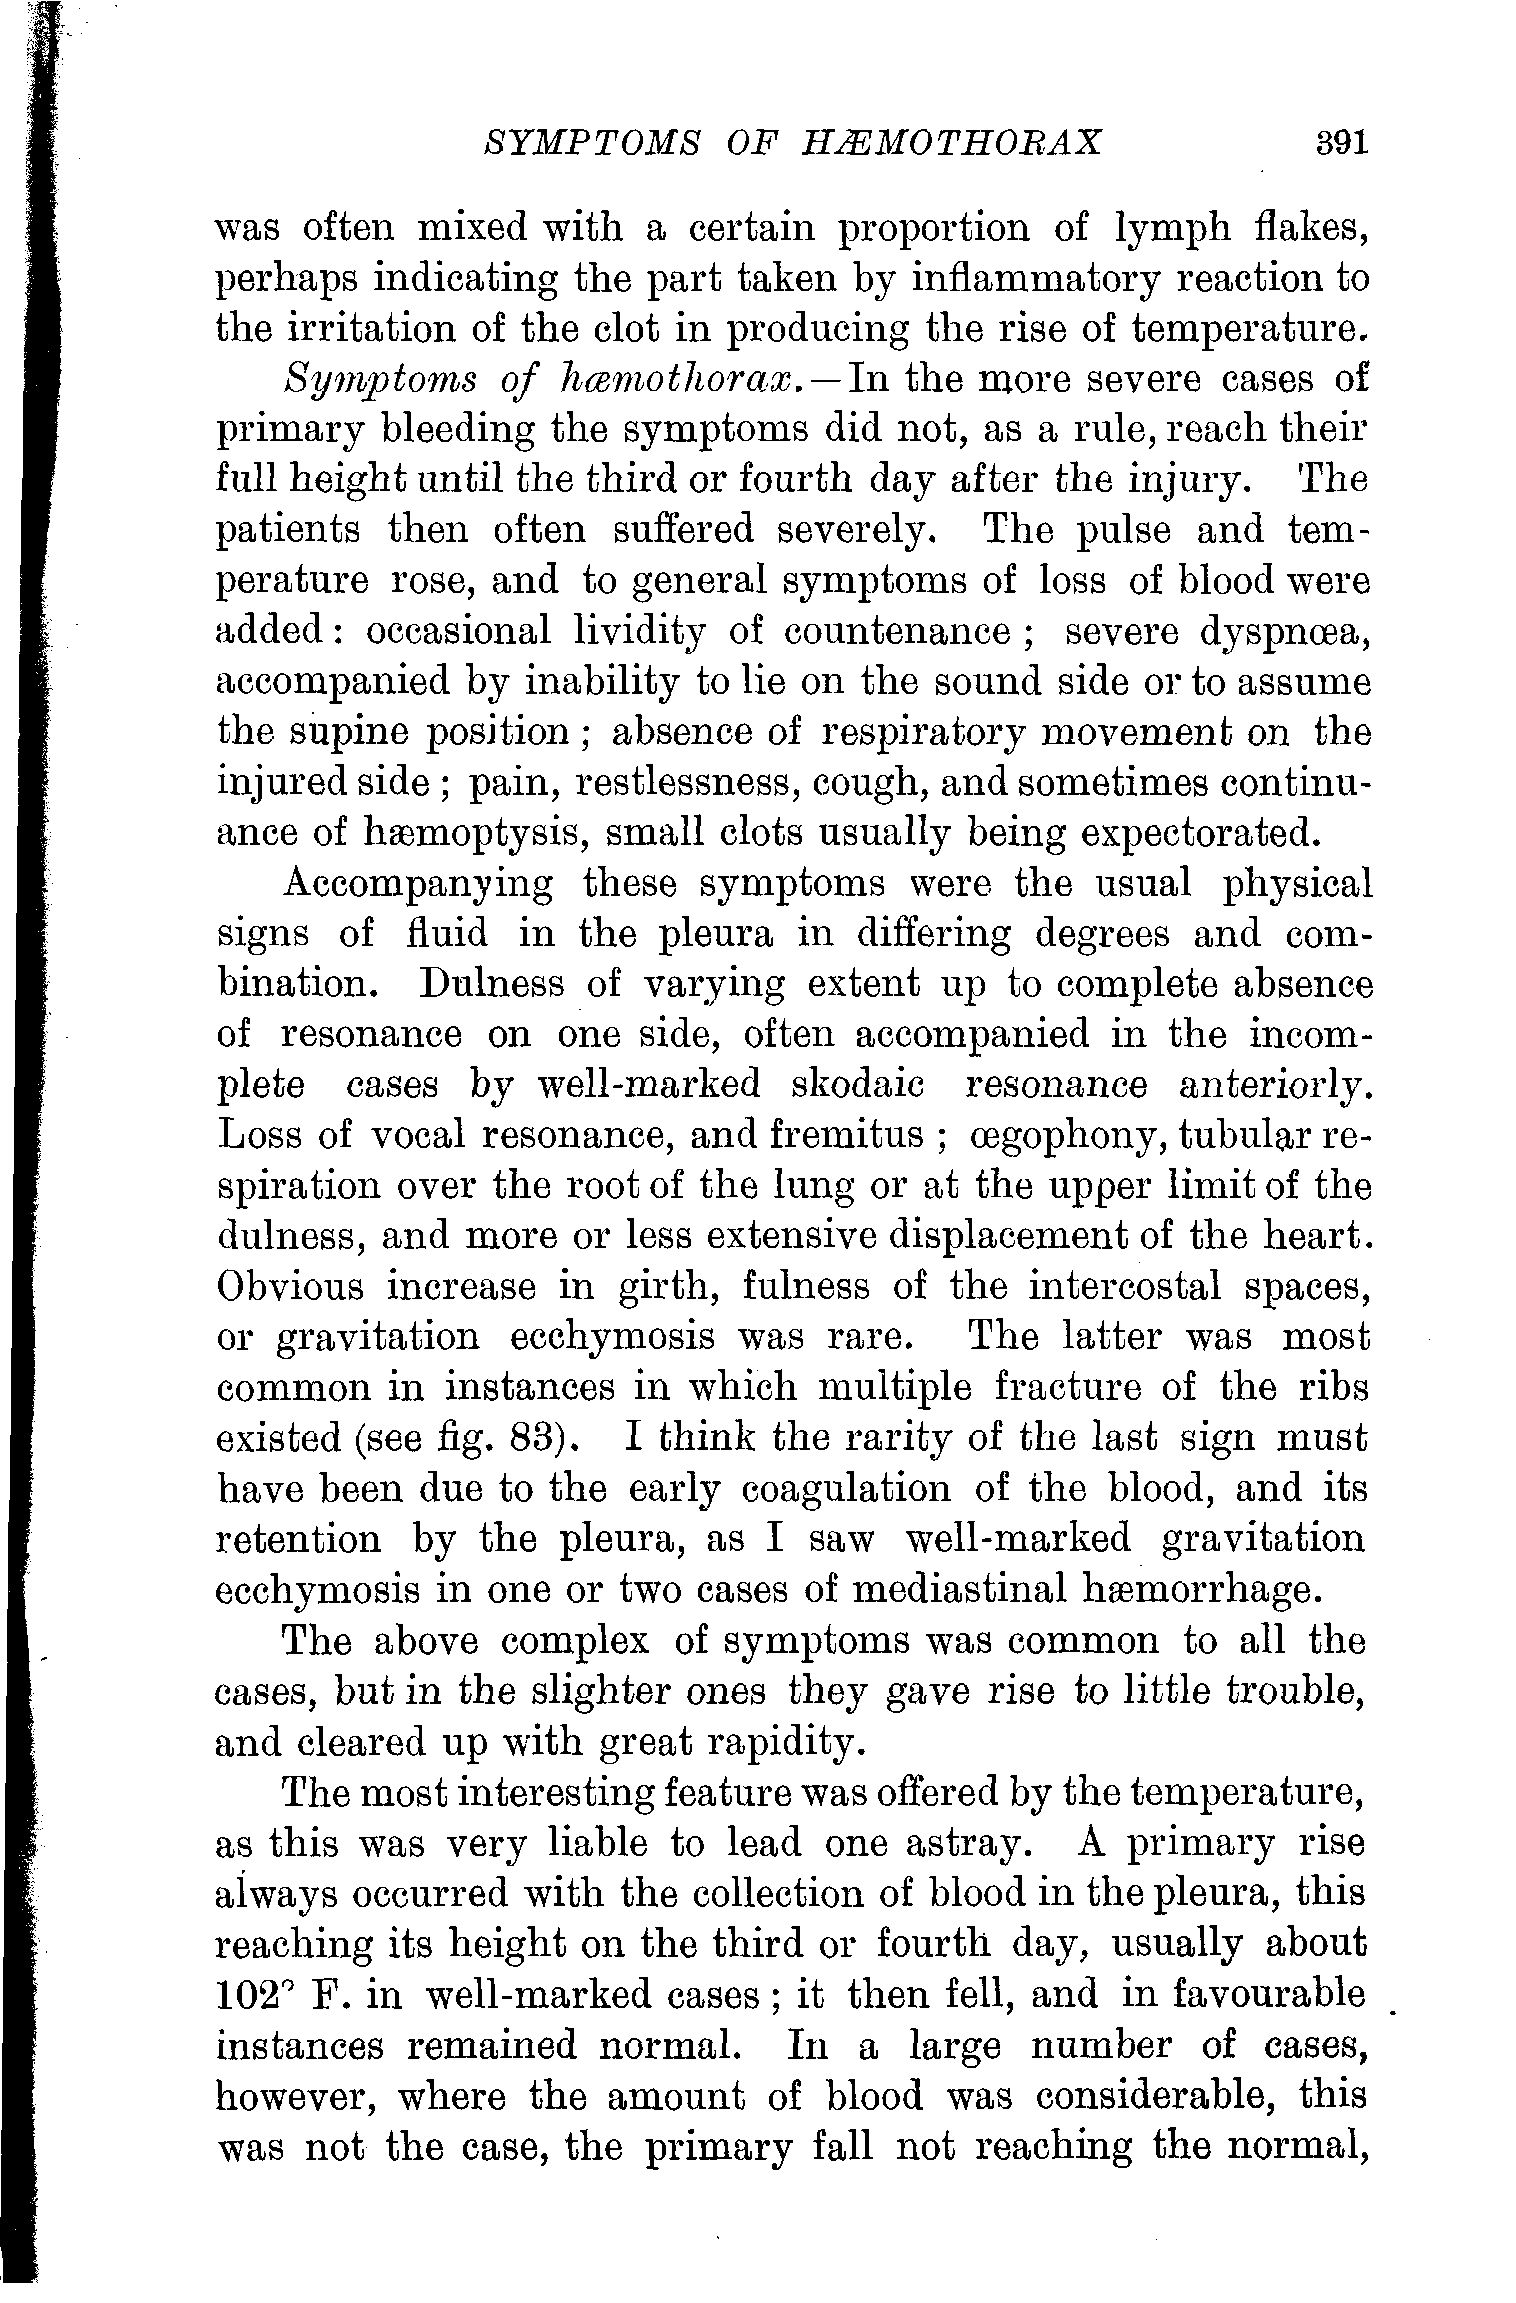 SYMPTOMS OF HÆMOTHORAX 391
was often mixed with a certain proportion of lymph flakes,
perhaps indicating the part taken by inflammatory reaction to
the irritation of the clot in producing the rise of temperature.
Symptoms of hæmothorax.—In the more severe cases of
primary bleeding the symptoms did not, as a rule, reach their
full height until the third or fourth day after the injury. The
patients then often suffered severely. The pulse and tem-
perature rose, and to general symptoms of loss of blood were
added: occasional lividity of countenance; severe dyspnœa,
accompanied by inability to lie on the sound side or to assume
the supine position; absence of respiratory movement on the
injured side; pain, restlessness, cough, and sometimes continu-
ance of hæmoptysis, small clots usually being expectorated.
Accompanying these symptoms were the usual physical
signs of fluid in the pleura in differing degrees and com-
bination. Dulness of varying extent up to complete absence
of resonance on one side, often accompanied in the incom-
plete cases by well-marked skodaic resonance anteriorly.
Loss of vocal resonance, and fremitus; œgophony, tubular re-
spiration over the root of the lung or at the upper limit of the
dulness, and more or less extensive displacement of the heart.
Obvious increase in girth, fulness of the intercostal spaces,
or gravitation ecchymosis was rare. The latter was most
common in instances in which multiple fracture of the ribs
existed (see fig. 83). I think the rarity of the last sign must
have been due to the early coagulation of the blood, and its
retention by the pleura, as I saw well-marked gravitation
ecchymosis in one or two cases of mediastinal hæmorrhage.
The above complex of symptoms was common to all the
cases, but in the slighter ones they gave rise to little trouble,
and cleared up with great rapidity.
The most interesting feature was offered by the temperature,
as this was very liable to lead one astray. A primary rise
always occurred with the collection of blood in the pleura, this
reaching its height on the third or fourth day, usually about
102° F. in well-marked cases; it then fell, and in favourable
instances remained normal. In a large number of cases,
however, where the amount of blood was considerable, this
was not the case, the primary fall not reaching the normal,